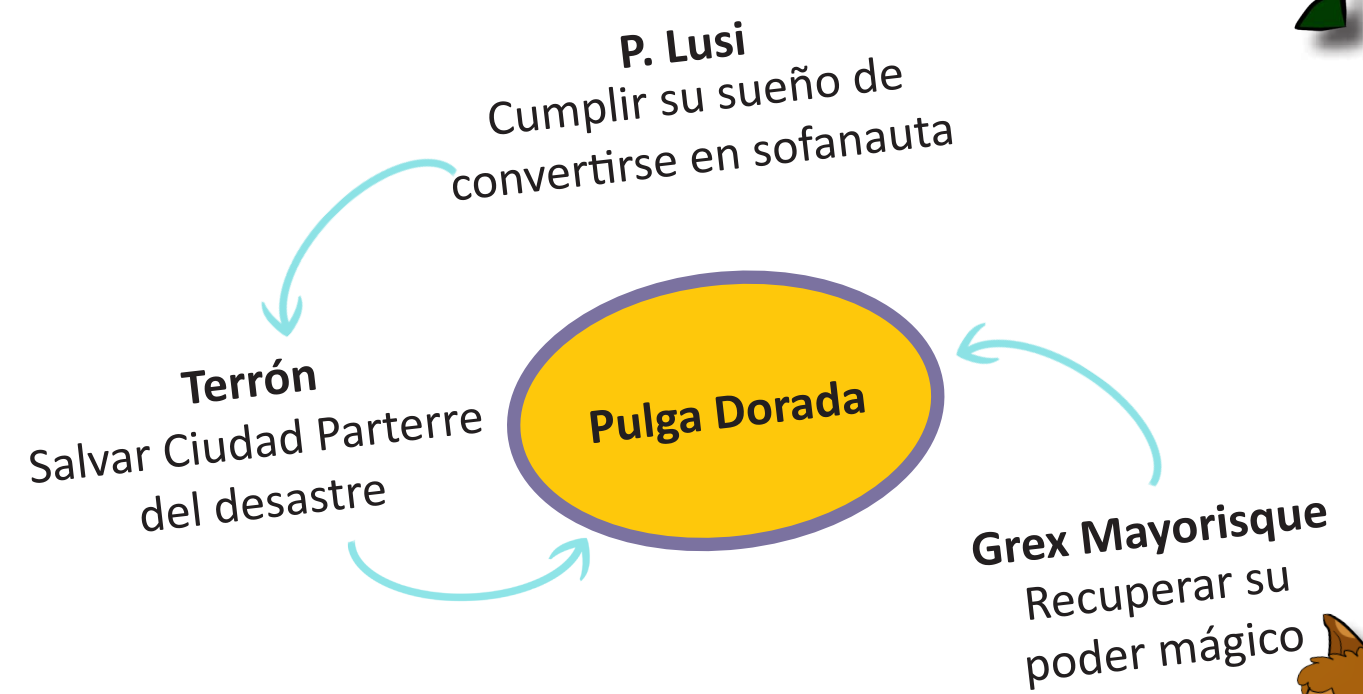 P. Lusi
Cumplir su sueño de
convertirse en sofanauta
Terrón
Salvar Ciudad Parterre
del desastre
Pulga Dorada
Grex Mayorisque
Recuperar su
poder mágico